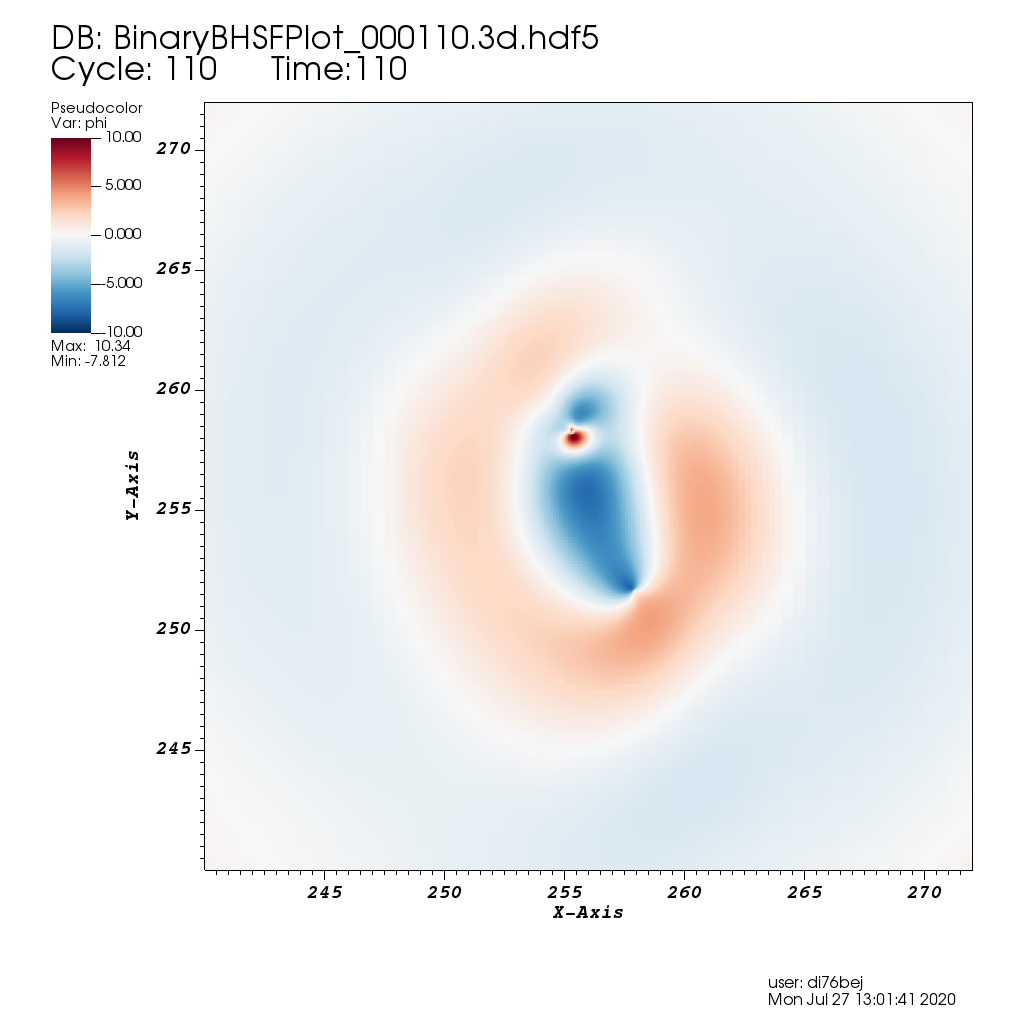 DB: BinaryBHSFPlot_000110.3d.hdf5
Cycle: 110 Time:110
Pseudocolor
Var: phi
10.00
5.000
0.000
-5.000
-10.00
Max: 10.34
Min: -7.812
270
265
260
255
250
245
Y-Axis
245 250 255 260 265 270
X-Axis
user: di76bej
Mon Jul 27 13:01:41 2020